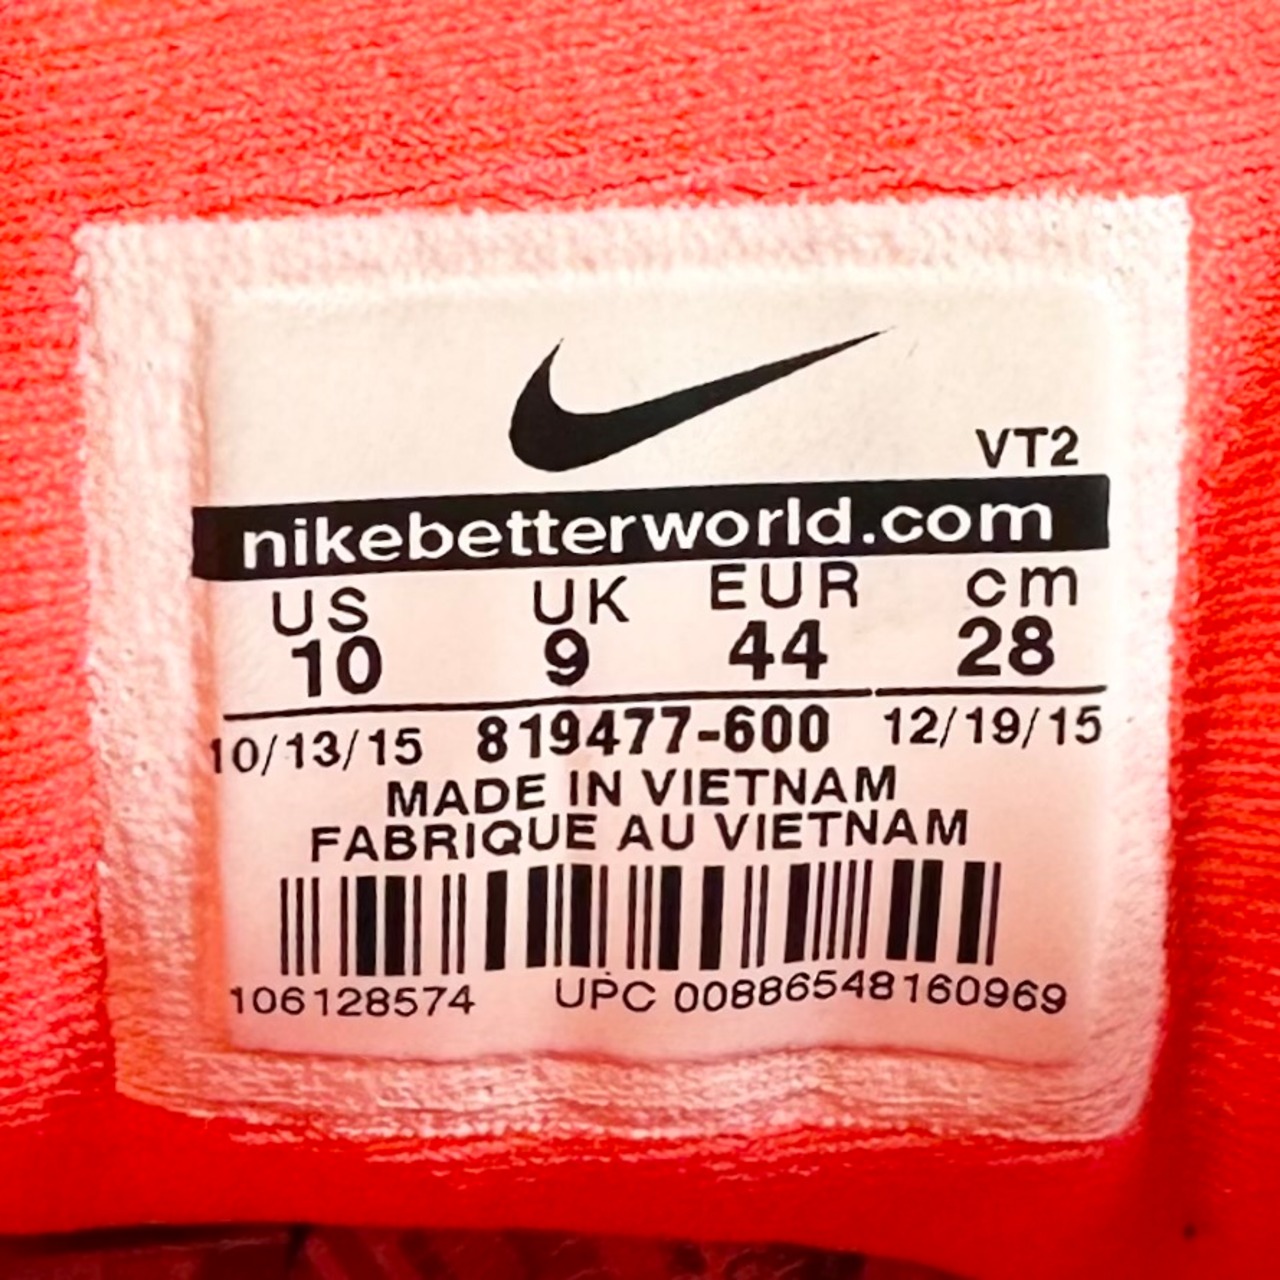 VT2
nikebetterworld.com
US UK EUR cm
10 9 44 28
10/13/15 819477-600 12/19/15
MADE IN VIETNAM
FABRIQUE AU VIETNAM
106128574 UPC 00886548160969